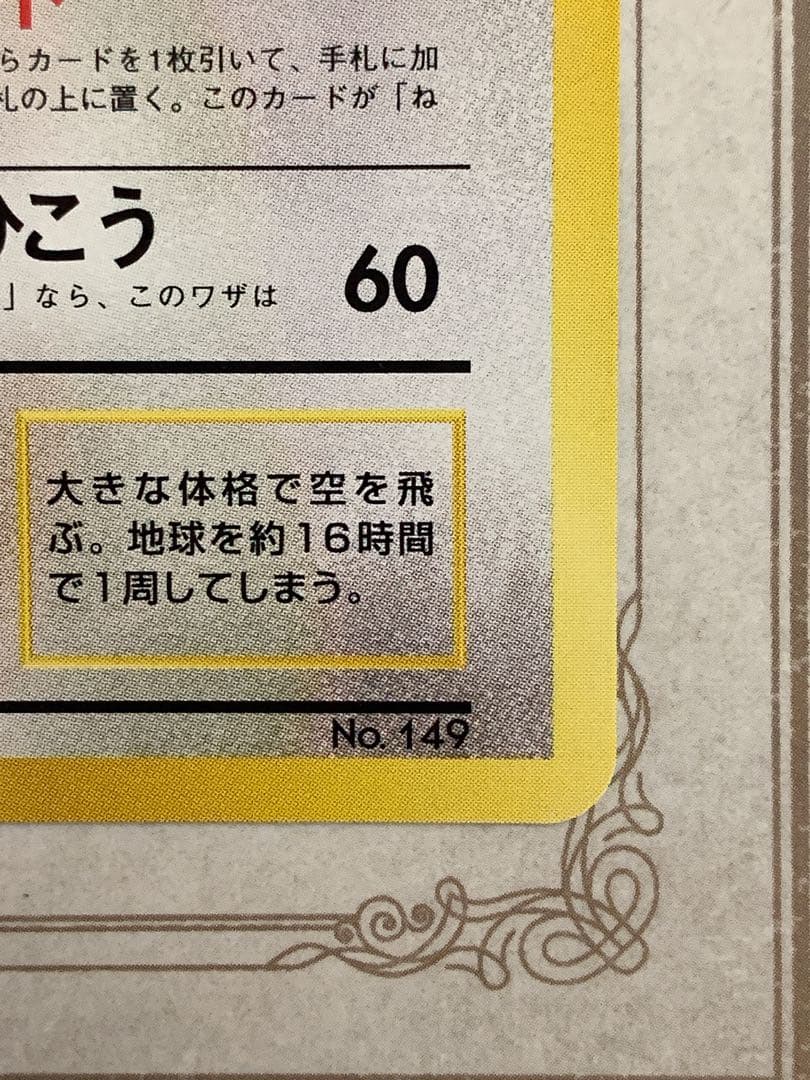 らカードを1枚引いて、手札に加
札の上に置く。このカードが「ね
ひこう
」なら、このワザは
60
大きな体格で空を飛
ぶ。地球を約16時間
で1周してしまう。
No. 149